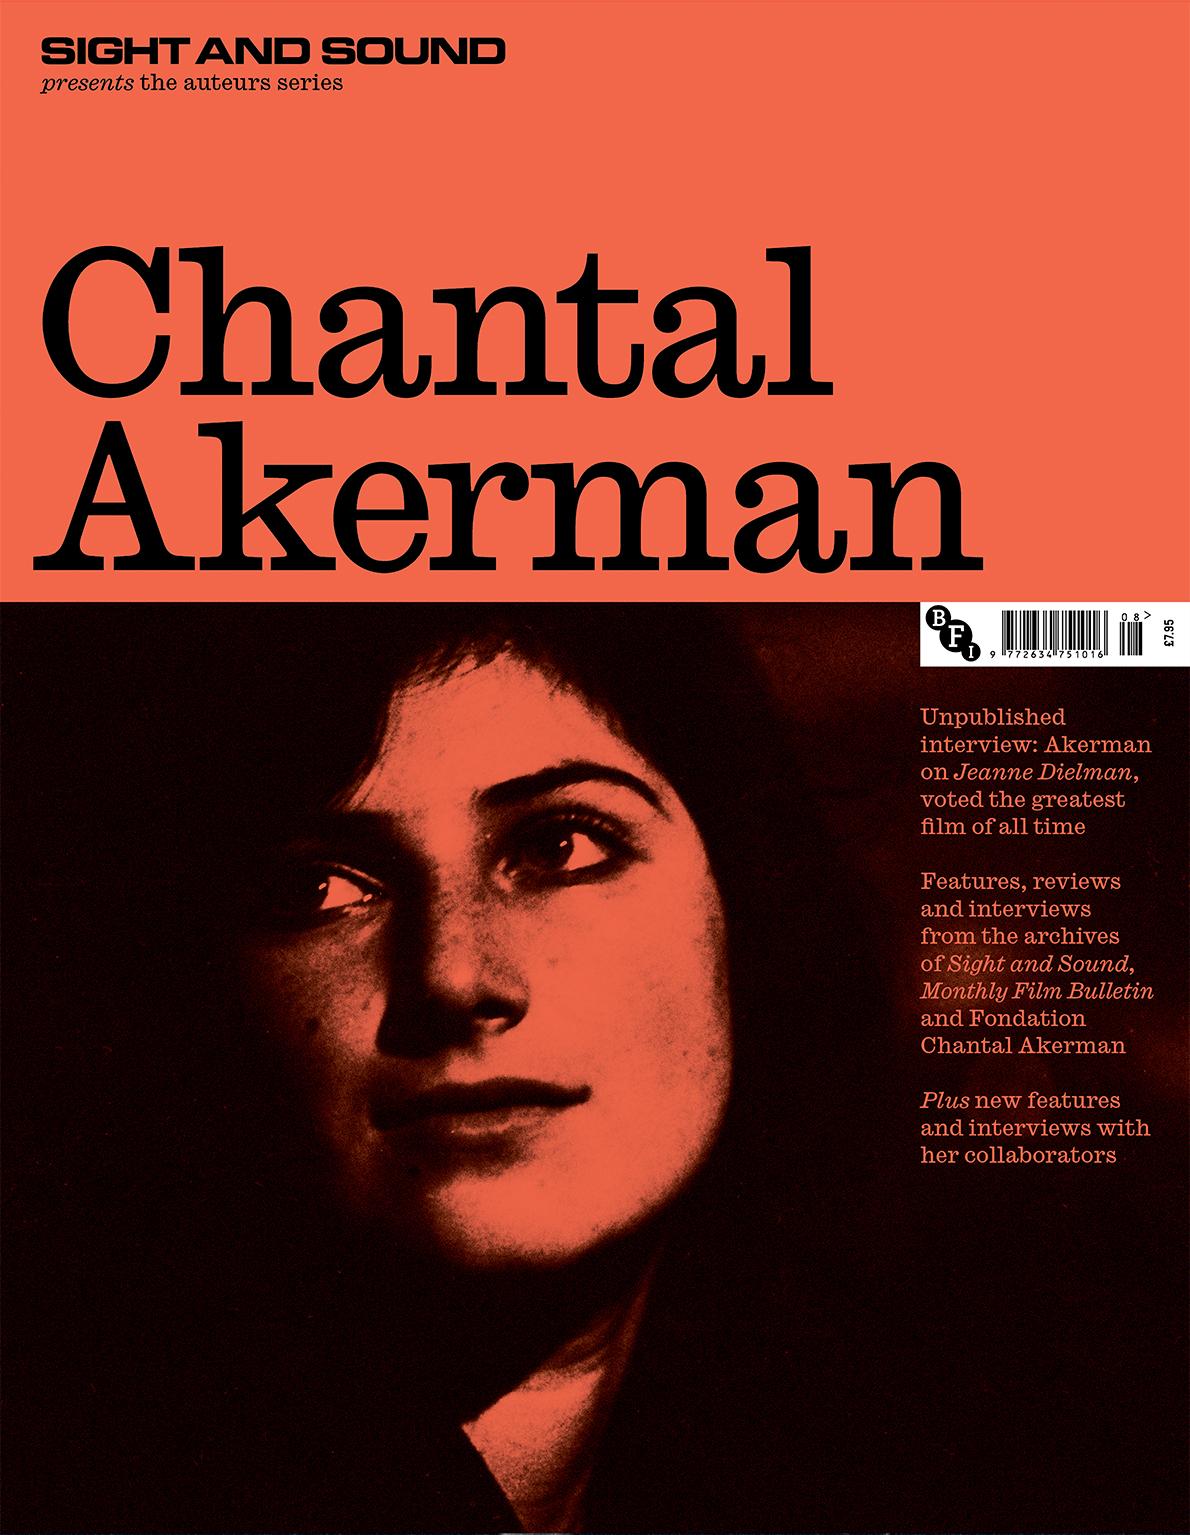 SIGHT AND SOUND
presents the auteurs series
Chantal
Akerman
BFI
9 772634 751016
08>
£7.95
Unpublished
interview: Akerman
on Jeanne Dielman,
voted the greatest
film of all time
Features, reviews
and interviews
from the archives
of Sight and Sound,
Monthly Film Bulletin
and Fondation
Chantal Akerman
Plus new features
and interviews with
her collaborators